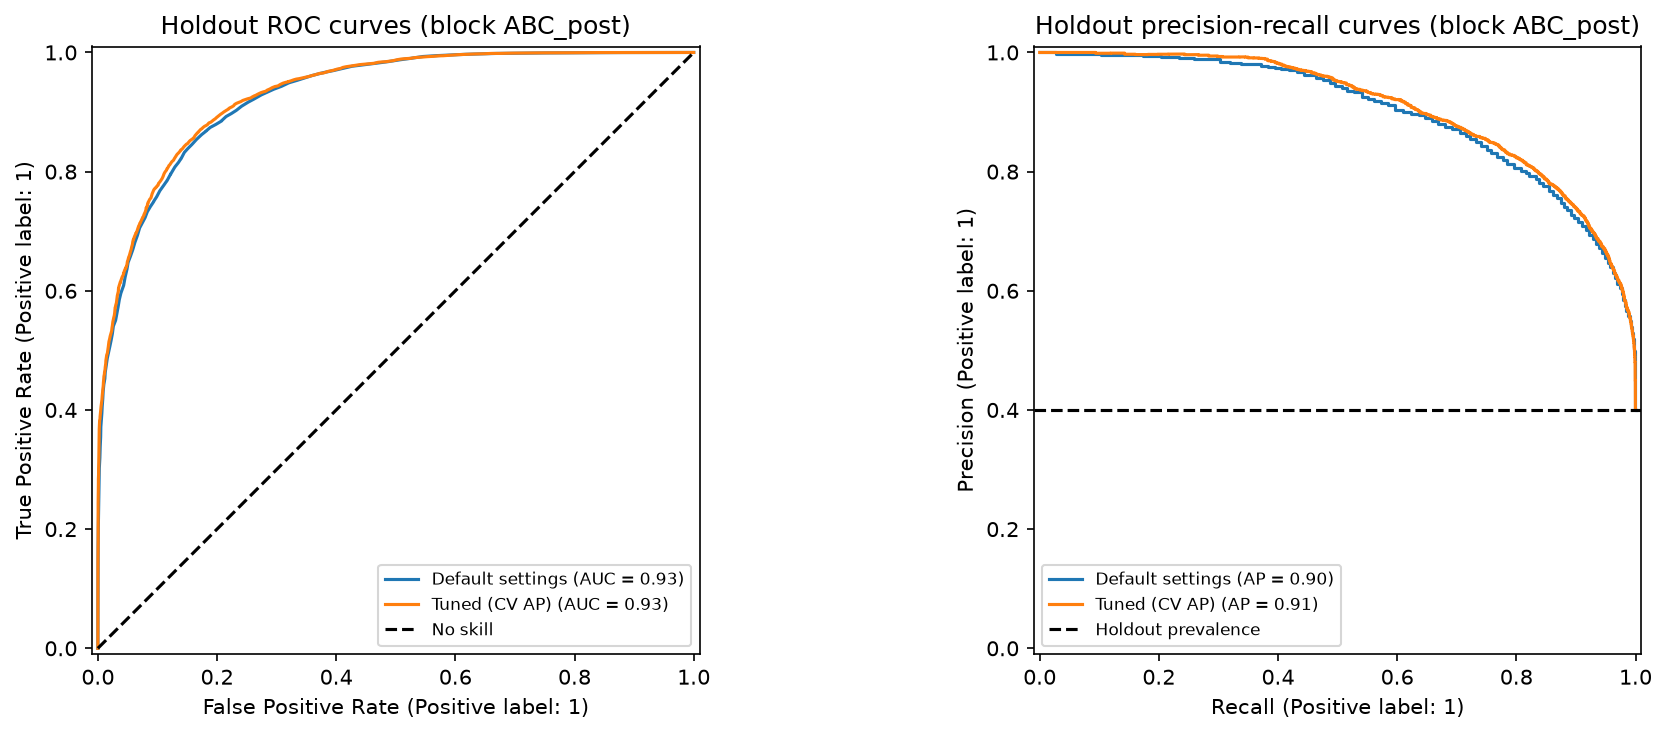 Holdout ROC curves (block ABC_post)
True Positive Rate (Positive label: 1)
1.0
0.8
0.6
0.4
0.2
0.0
Default settings (AUC = 0.93)
Tuned (CV AP) (AUC = 0.93)
No skill
0.0 0.2 0.4 0.6 0.8 1.0
False Positive Rate (Positive label: 1)
Holdout precision-recall curves (block ABC_post)
Precision (Positive label: 1)
1.0
0.8
0.6
0.4
0.2
0.0
Default settings (AP = 0.90)
Tuned (CV AP) (AP = 0.91)
Holdout prevalence
0.0 0.2 0.4 0.6 0.8 1.0
Recall (Positive label: 1)